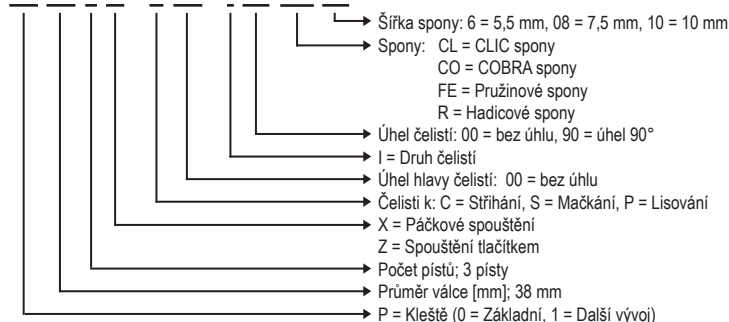 Šířka spony: 6 = 5,5 mm, 08 = 7,5 mm, 10 = 10 mm
Spony: CL = CLIC spony
CO = COBRA spony
FE = Pružinové spony
R = Hadicové spony
Úhel čelistí: 00 = bez úhlu, 90 = úhel 90°
I = Druh čelistí
Úhel hlavy čelistí: 00 = bez úhlu
Čelisti k: C = Střihání, S = Mačkání, P = Lisování
X = Páčkové spouštění
Z = Spouštění tlačítkem
Počet pístů; 3 písty
Průměr válce [mm]; 38 mm
P = Kleště (0 = Základní, 1 = Další vývoj)